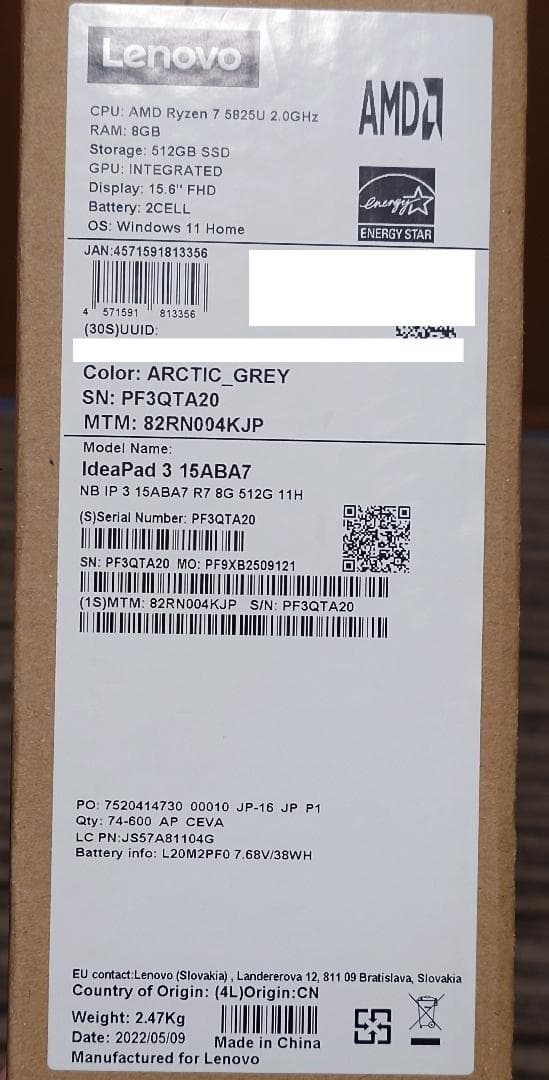 Lenovo
CPU: AMD Ryzen 7 5825U 2.0GHz
RAM: 8GB
Storage: 512GB SSD
GPU: INTEGRATED
Display: 15.6" FHD
Battery: 2CELL
OS: Windows 11 Home
AMD
energy
ENERGY STAR
JAN:4571591813356
4 571591 813356
(30S)UUID:
Color: ARCTIC_GREY
SN: PF3QTA20
MTM: 82RN004KJP
Model Name:
IdeaPad 3 15ABA7
NB IP 3 15ABA7 R7 8G 512G 11H
(S)Serial Number: PF3QTA20
SN: PF3QTA20 MO: PF9XB2509121
(1S)MTM: 82RN004KJP S/N: PF3QTA20
PO: 7520414730 00010 JP-16 JP P1
Qty: 74-600 AP CEVA
LC PN:JS57A81104G
Battery info: L20M2PF0 7.68V/38WH
EU contact:Lenovo (Slovakia) , Landererova 12, 811 09 Bratislava, Slovakia
Country of Origin: (4L)Origin:CN
Weight: 2.47Kg
Date: 2022/05/09
Made in China
Manufactured for Lenovo